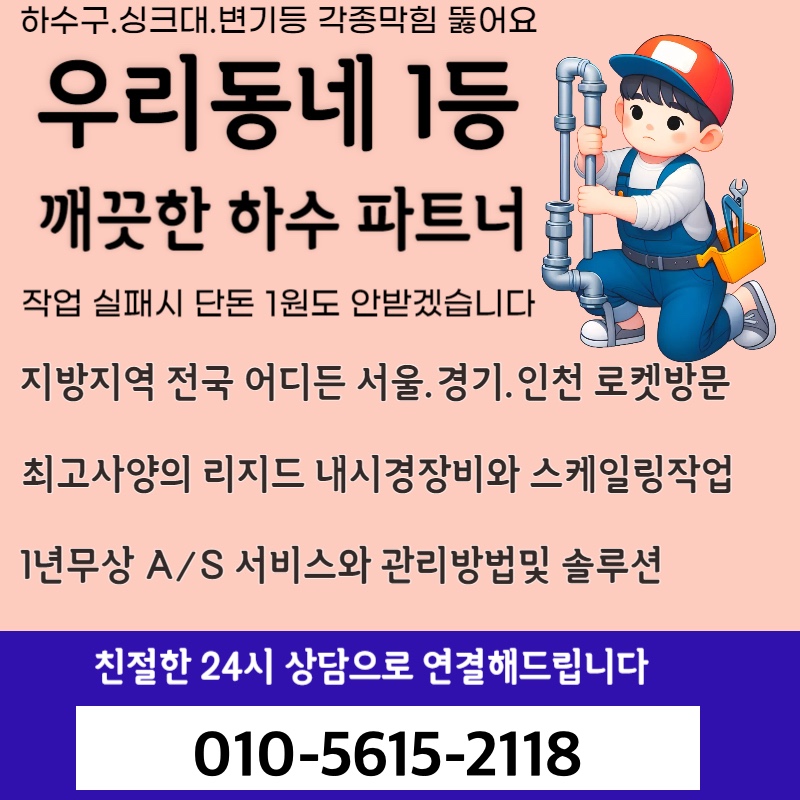 하수구.싱크대.변기등 각종막힘 뚫어요
우리동네 1등
깨끗한 하수 파트너
작업 실패시 단돈 1원도 안받겠습니다
지방지역 전국 어디든 서울.경기.인천 로켓방문
최고사양의 리지드 내시경장비와 스케일링작업
1년무상 A/S 서비스와 관리방법및 솔루션
친절한 24시 상담으로 연결해드립니다
010-5615-2118